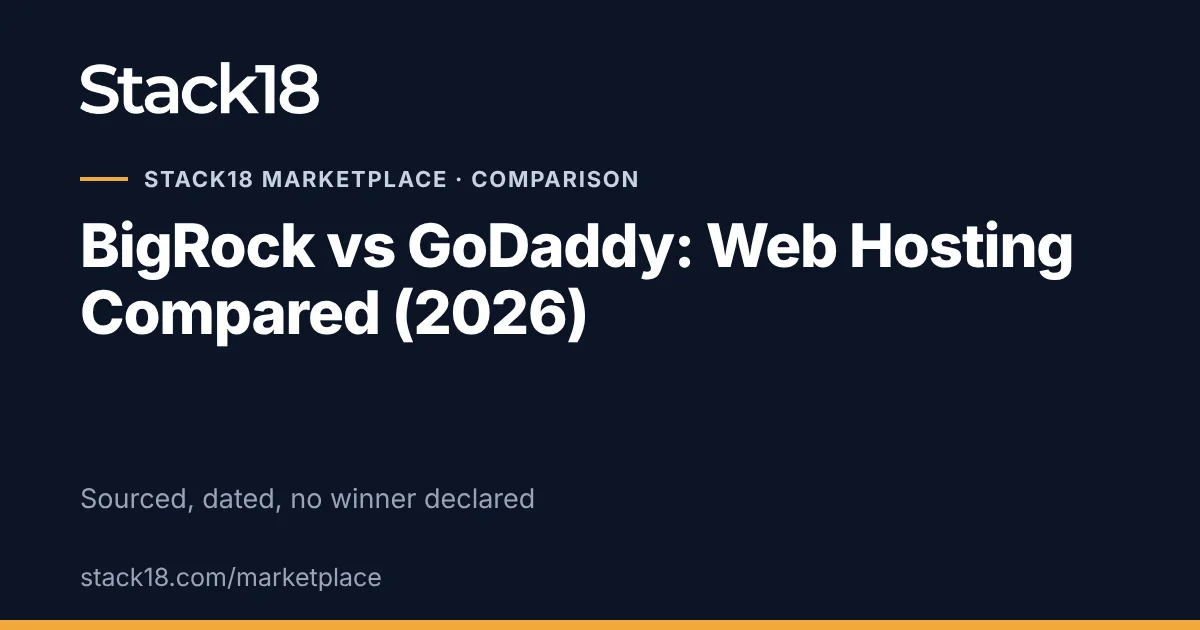 Stack18
STACK18 MARKETPLACE · COMPARISON
BigRock vs GoDaddy: Web Hosting
Compared (2026)
Sourced, dated, no winner declared
stack18.com/marketplace